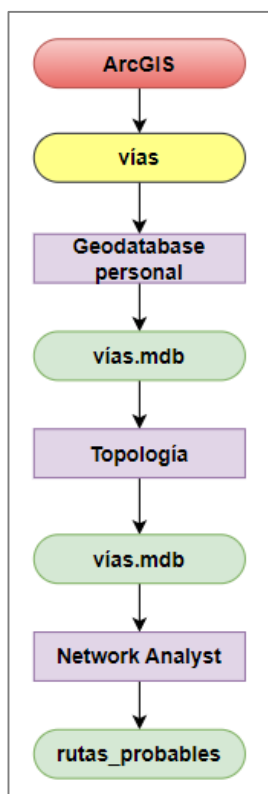 ArcGIS
vías
Geodatabase
personal
vías.mdb
Topología
vías.mdb
Network Analyst
rutas_probables